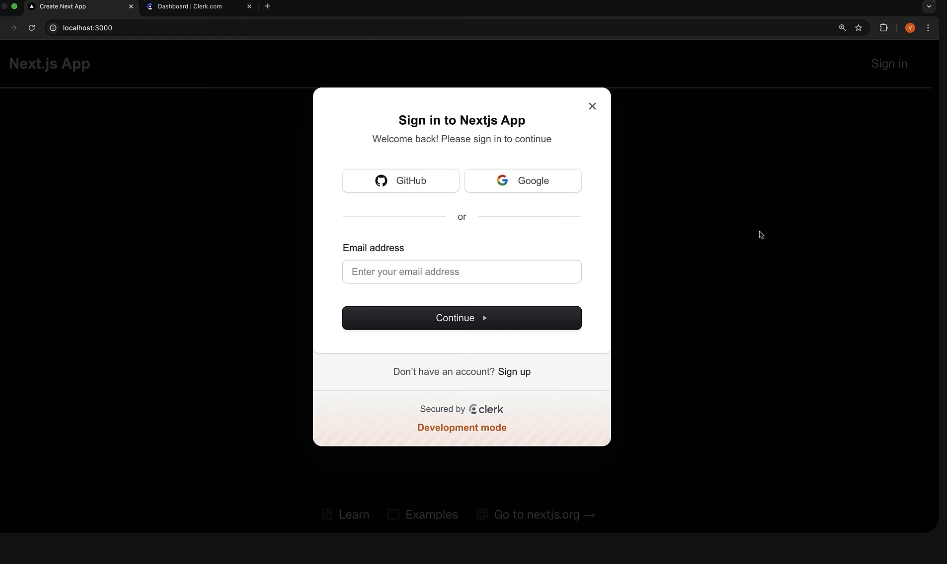 Create Next App
Dashboard | Clerk.com
localhost:3000
V
Next.js App
Sign in
Sign in to Nextjs App
Welcome back! Please sign in to continue
GitHub
Google
or
Email address
Enter your email address
Continue
Don't have an account? Sign up
Secured by clerk
Development mode
Learn
Examples
Go to nextjs.org →